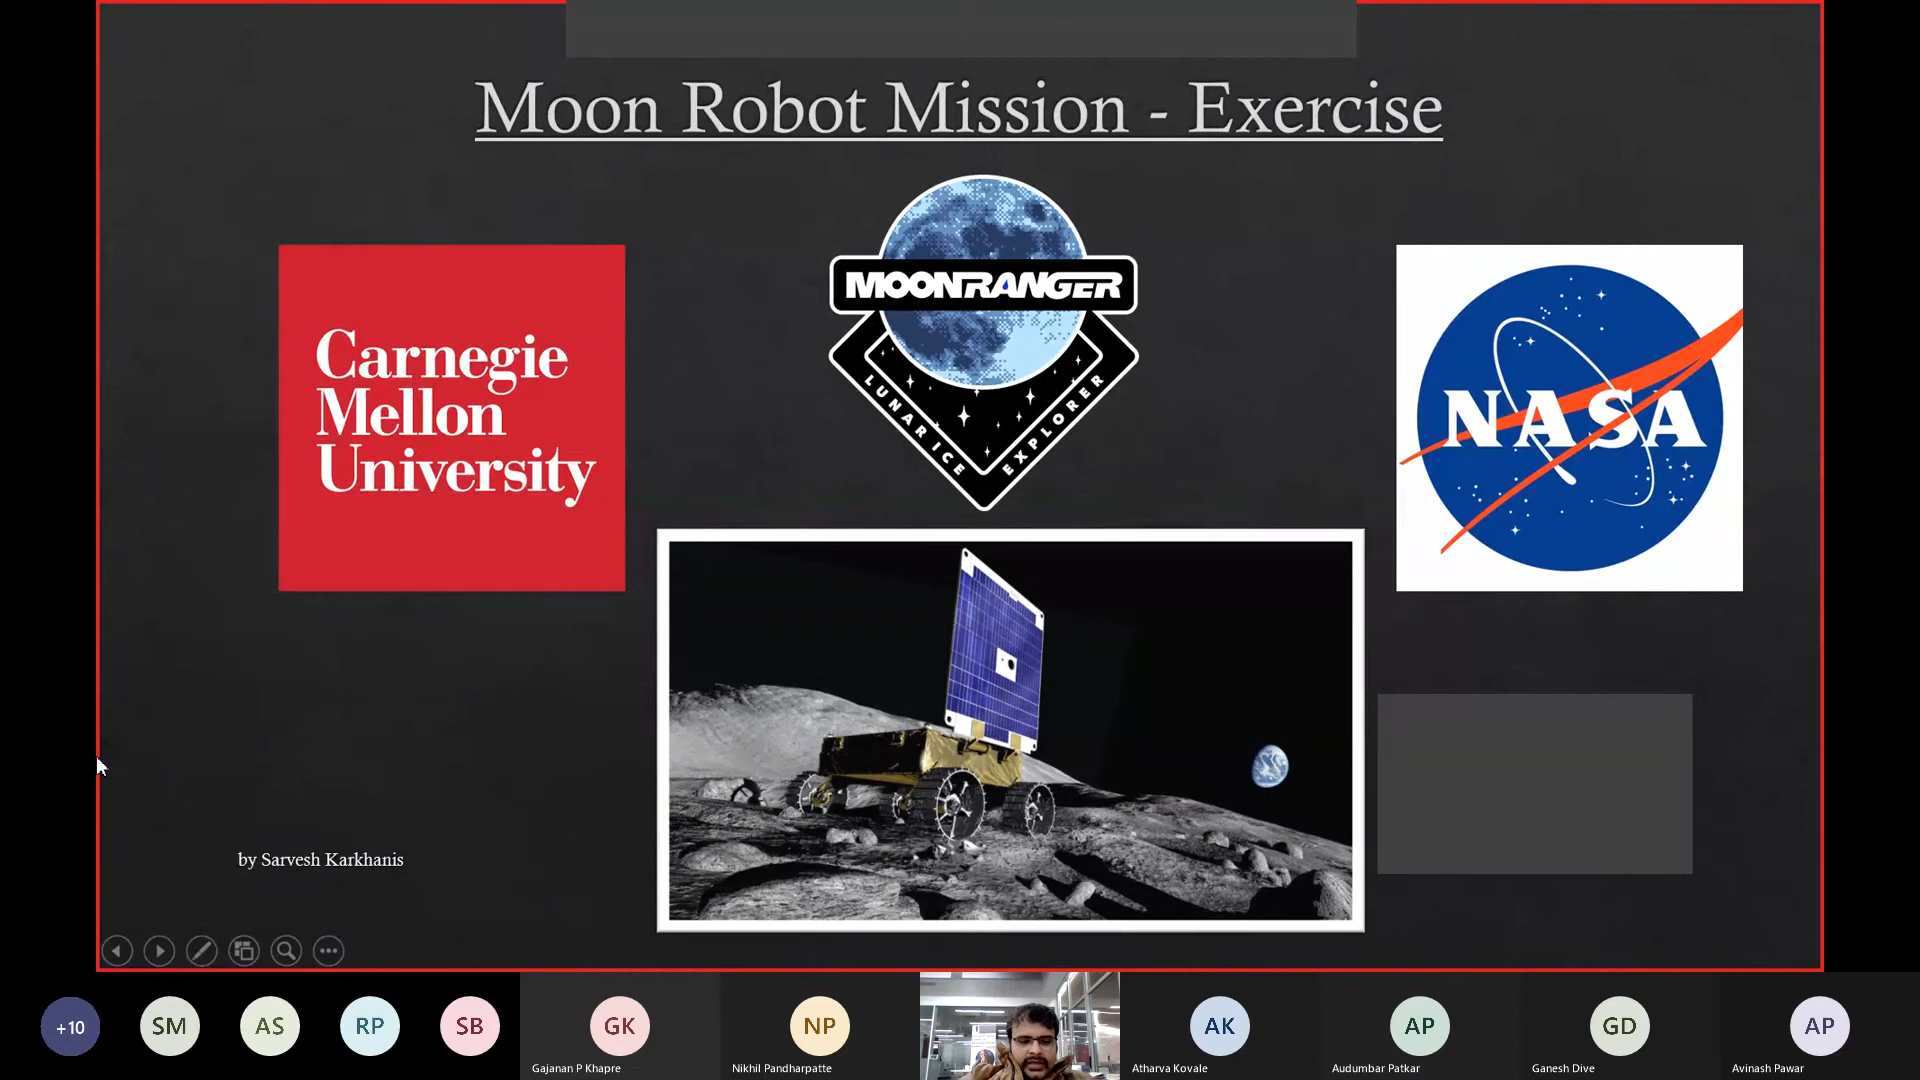 Moon Robot Mission - Exercise
Carnegie
Mellon
University
MOONRANGER
LUNAR ICE EXPLORER
NASA
by Sarvesh Karkhanis
+10
SM
AS
RP
SB
GK
Gajanan P Khapre
NP
Nikhil Pandharpatte
AK
Atharva Kovale
AP
Audumbar Patkar
GD
Ganesh Dive
AP
Avinash Pawar